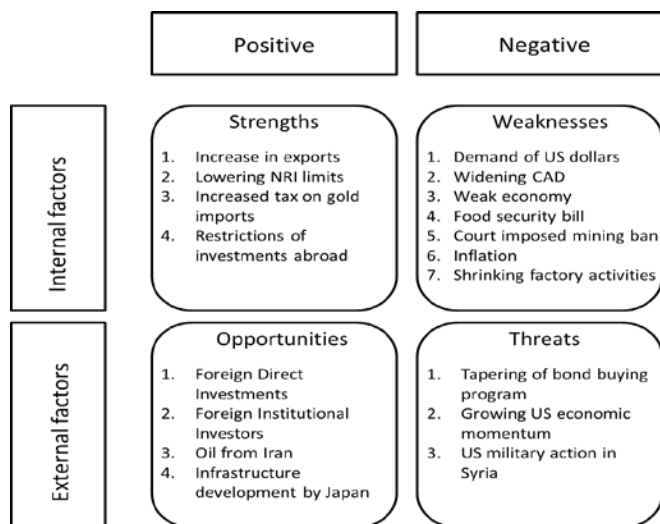 Positive
Negative
Internal factors
Strengths
1. Increase in exports
2. Lowering NRI limits
3. Increased tax on gold
imports
4. Restrictions of
investments abroad
Weaknesses
1. Demand of US dollars
2. Widening CAD
3. Weak economy
4. Food security bill
5. Court imposed mining ban
6. Inflation
7. Shrinking factory activities
External factors
Opportunities
1. Foreign Direct
Investments
2. Foreign Institutional
Investors
3. Oil from Iran
4. Infrastructure
development by Japan
Threats
1. Tapering of bond buying
program
2. Growing US economic
momentum
3. US military action in
Syria